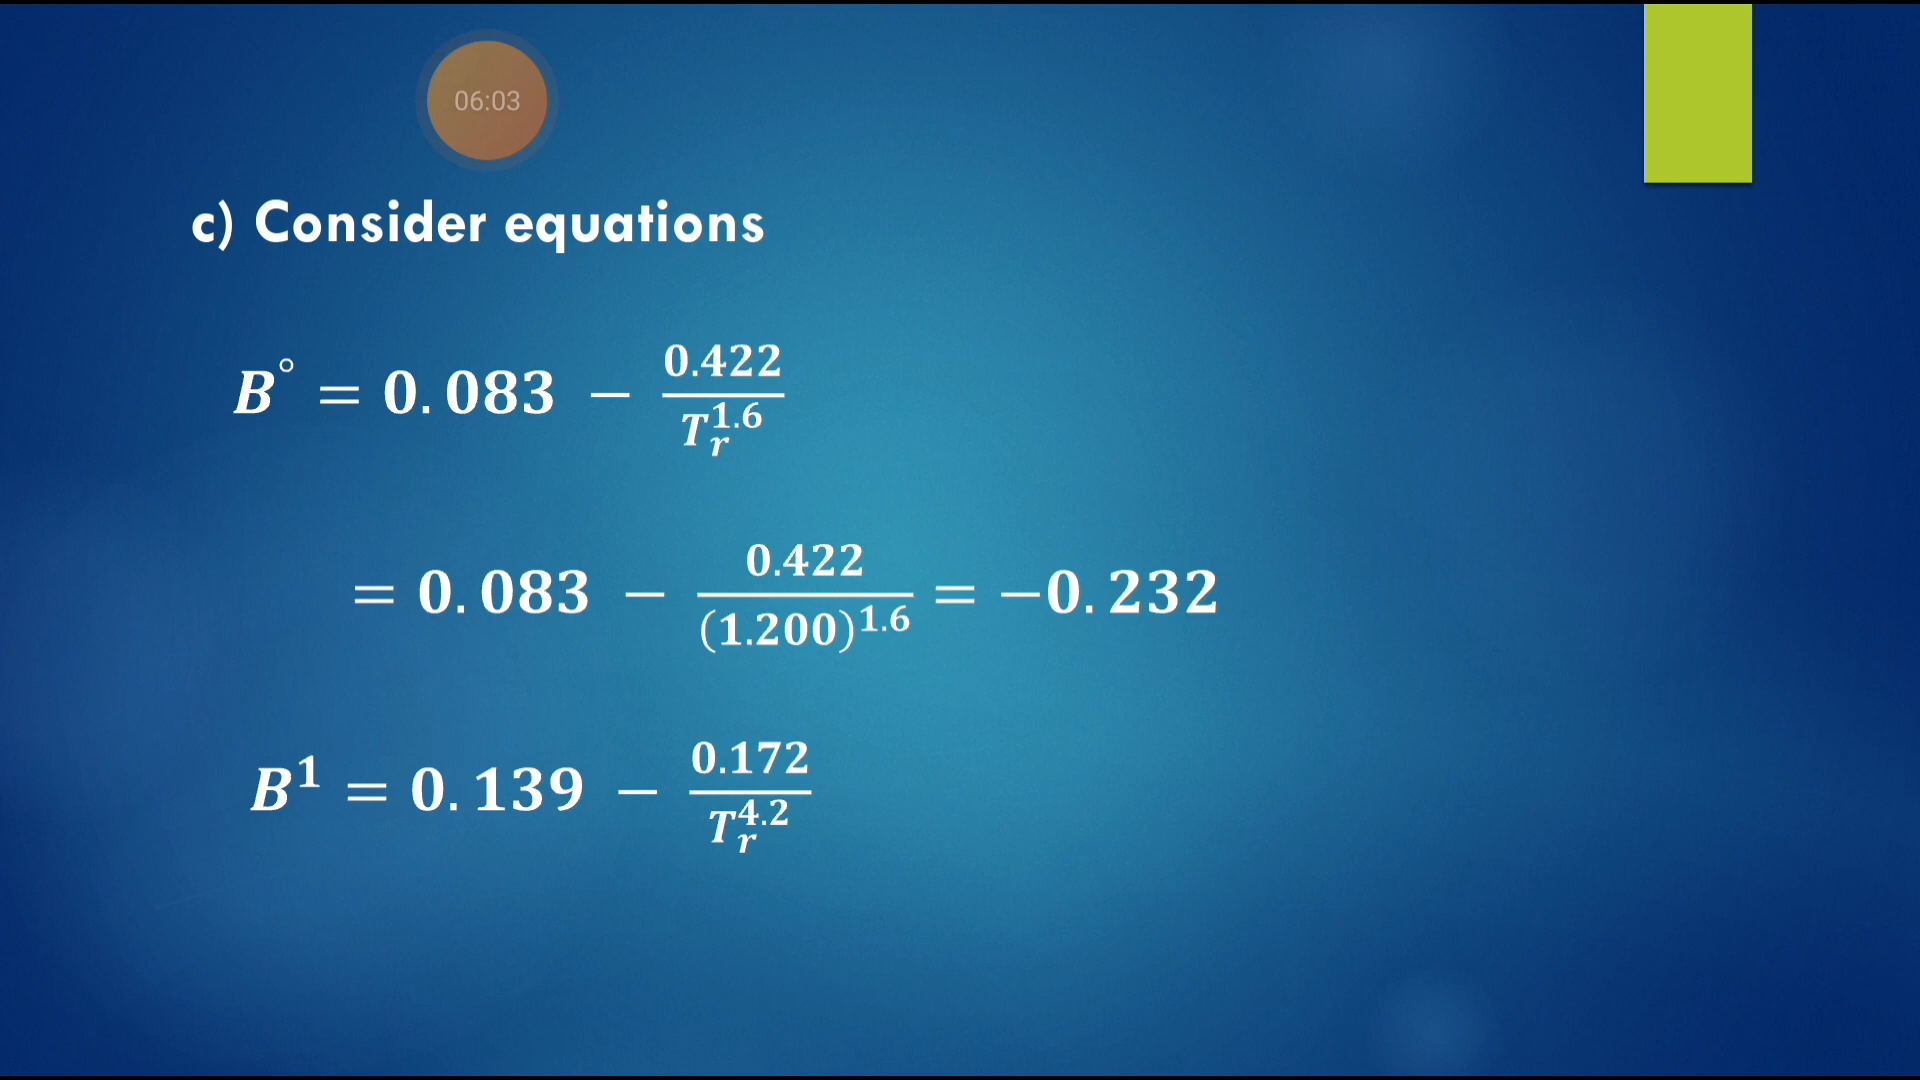 06:03
c) Consider equations
B° = 0.083 − 0.422 / T_r^1.6
= 0.083 − 0.422 / (1.200)^1.6 = −0.232
B^1 = 0.139 − 0.172 / T_r^4.2